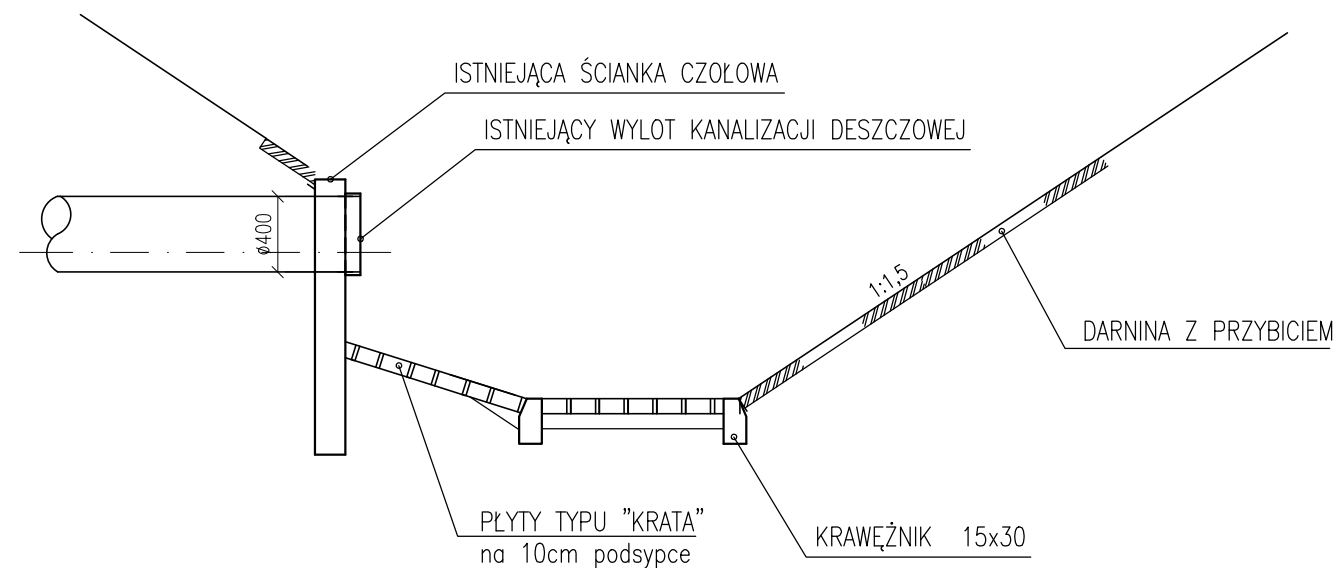 ISTNIEJĄCA ŚCIANKA CZOŁOWA
ISTNIEJĄCY WYLOT KANALIZACJI DESZCZOWEJ
ø400
1:1,5
DARNINA Z PRZYBICIEM
PŁYTY TYPU ”KRATA”
na 10cm podsypce
KRAWĘŻNIK 15x30